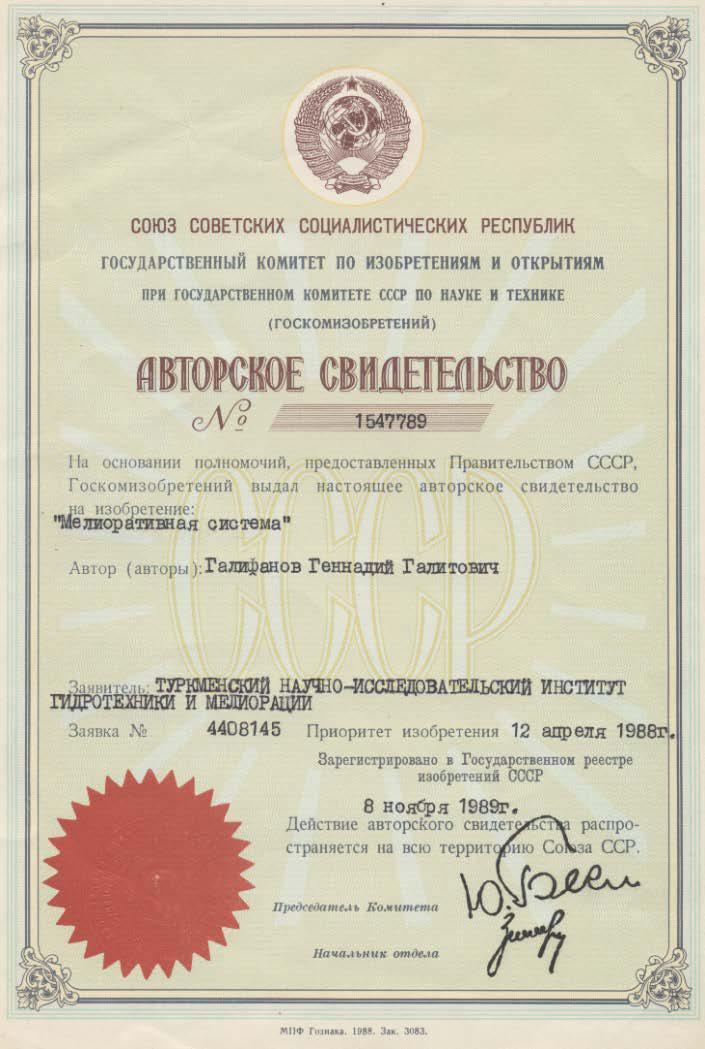 СОЮЗ СОВЕТСКИХ СОЦИАЛИСТИЧЕСКИХ РЕСПУБЛИК
ГОСУДАРСТВЕННЫЙ КОМИТЕТ ПО ИЗОБРЕТЕНИЯМ И ОТКРЫТИЯМ
ПРИ ГОСУДАРСТВЕННОМ КОМИТЕТЕ СССР ПО НАУКЕ И ТЕХНИКЕ
(ГОСКОМИЗОБРЕТЕНИЙ)
АВТОРСКОЕ СВИДЕТЕЛЬСТВО
№ 1547789
На основании полномочий, предоставленных Правительством СССР,
Госкомизобретений выдал настоящее авторское свидетельство
на изобретение:
"Мелиоративная система"
Автор (авторы): Галифанов Геннадий Галитович
СССР
Заявитель: ТУРКМЕНСКИЙ НАУЧНО-ИССЛЕДОВАТЕЛЬСКИЙ ИНСТИТУТ
ГИДРОТЕХНИКИ И МЕЛИОРАЦИИ
Заявка № 4408145 Приоритет изобретения 12 апреля 1988г.
Зарегистрировано в Государственном реестре
изобретений СССР
8 ноября 1989г.
Действие авторского свидетельства распро-
страняется на всю территорию Союза ССР.
Председатель Комитета
Начальник отдела
МПФ Гознака. 1988. Зак. 3083.